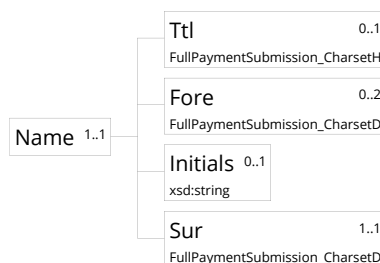 Ttl 0..1
FullPaymentSubmission_CharsetH
Fore 0..2
FullPaymentSubmission_CharsetD
Name 1..1
Initials 0..1
xsd:string
Sur 1..1
FullPaymentSubmission_CharsetD